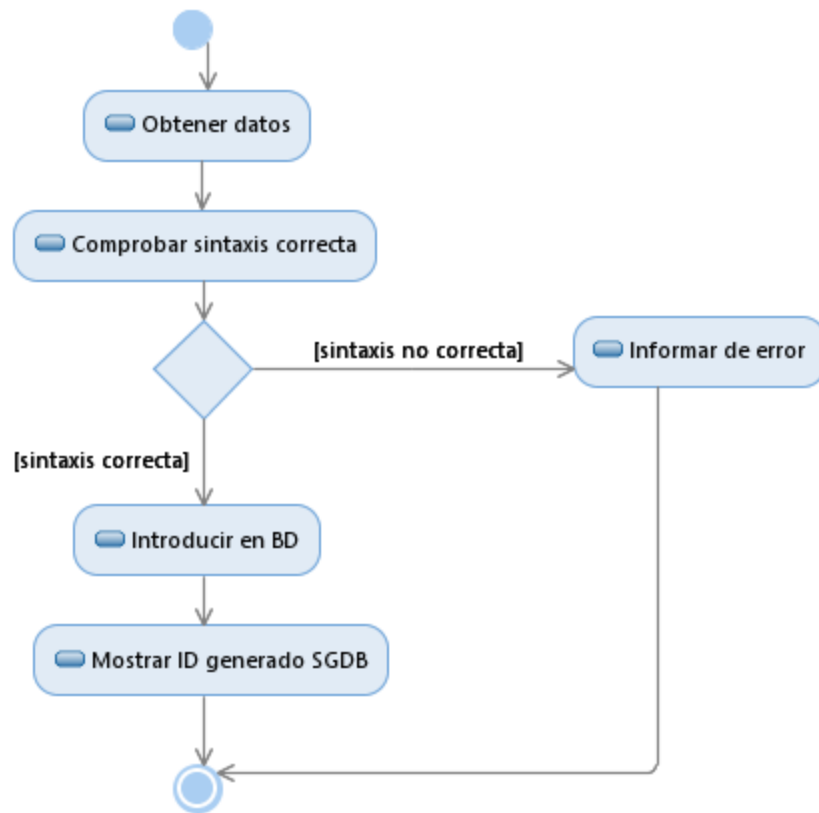 Obtener datos
Comprobar sintaxis correcta
[sintaxis no correcta]
Informar de error
[sintaxis correcta]
Introducir en BD
Mostrar ID generado SGDB